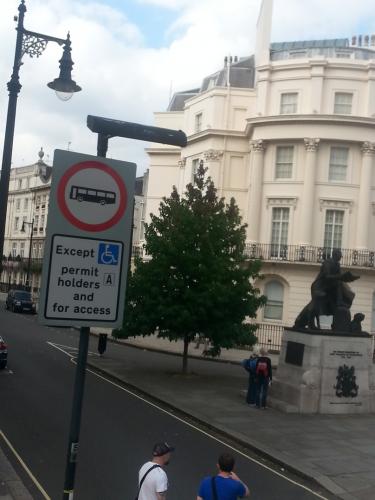 Except
permit A
holders
and
for access